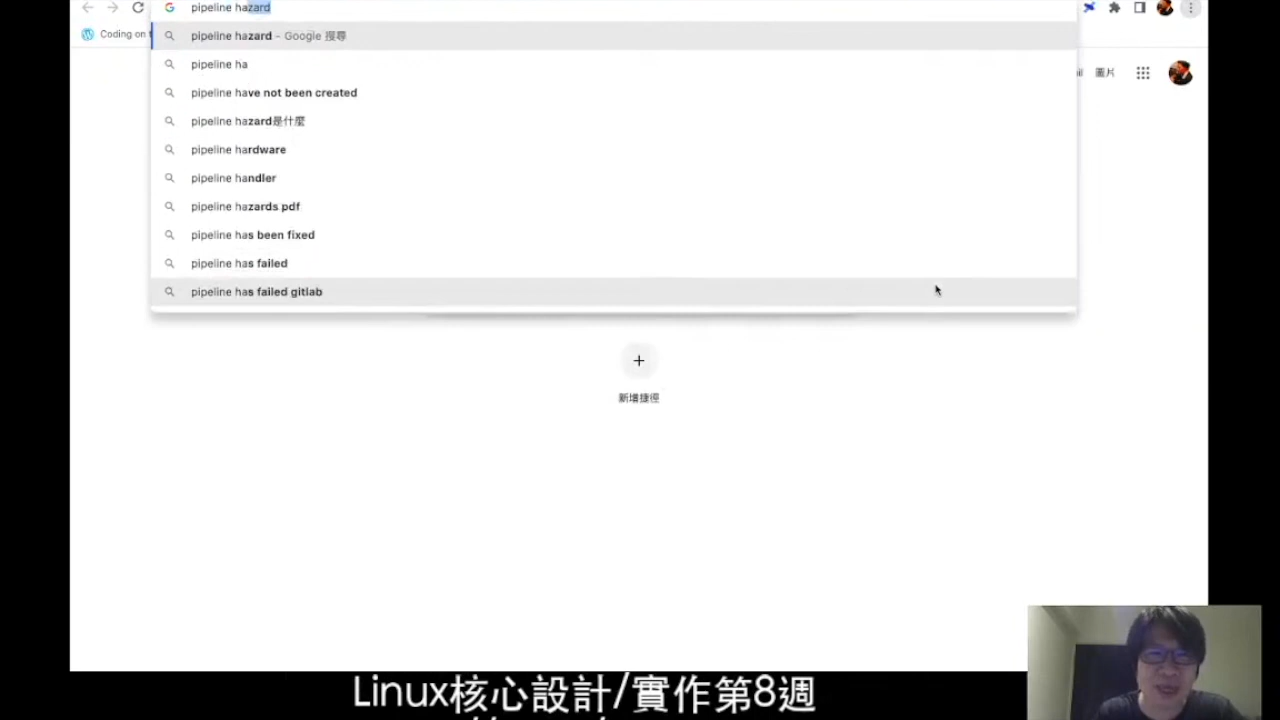 pipeline hazard
Coding on
pipeline hazard - Google 搜尋
pipeline ha
圖片
pipeline have not been created
pipeline hazard是什麼
pipeline hardware
pipeline handler
pipeline hazards pdf
pipeline has been fixed
pipeline has failed
pipeline has failed gitlab
新增捷徑
Linux核心設計/實作第8週